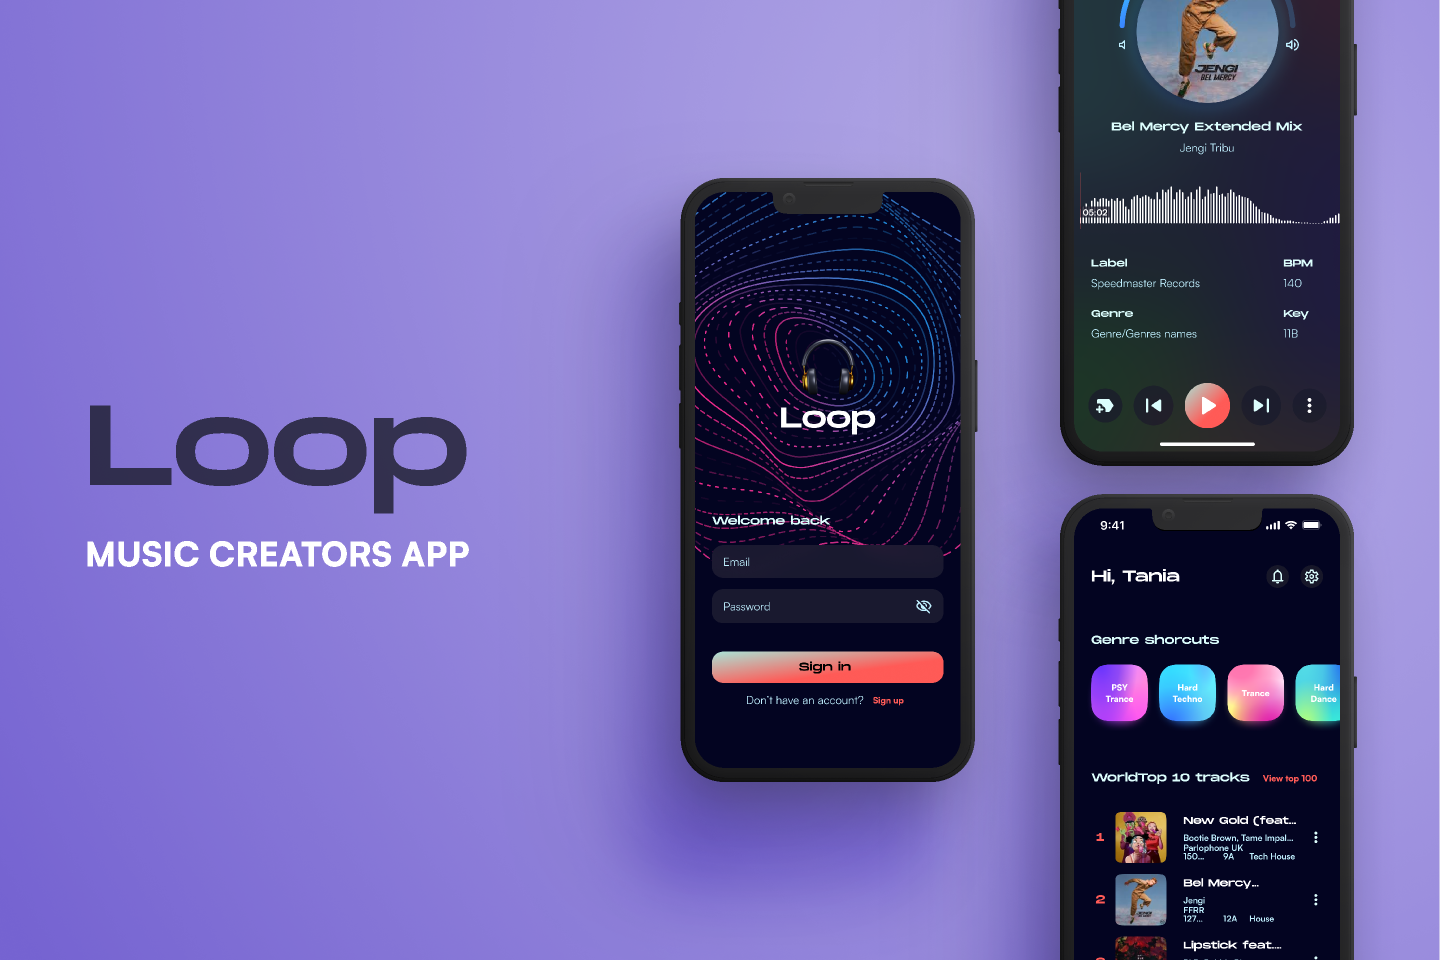 Loop
MUSIC CREATORS APP
Loop
Welcome back
Email
Password
Sign in
Don't have an account? Sign up
JENGI
BEL MERCY
Bel Mercy Extended Mix
Jengi Tribu
05:02
Label BPM
Speedmaster Records 140
Genre Key
Genre/Genres names 11B
9:41
Hi, Tania
Genre shorcuts
PSY
Trance
Hard
Techno
Trance
Hard
Dance
WorldTop 10 tracks View top 100
1
New Gold (feat...
Bootie Brown, Tame Impal...
Parlophone UK
150... 9A Tech House
2
Bel Mercy...
Jengi
FFRR
127... 12A House
Lipstick feat....